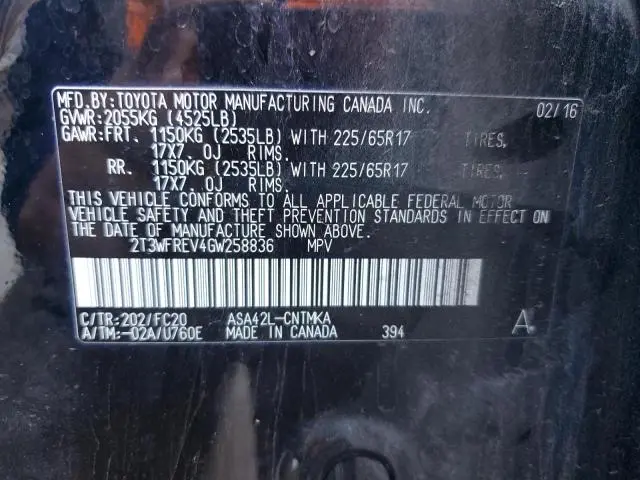 MFD.BY:TOYOTA MOTOR MANUFACTURING CANADA INC. 02/16
GVWR:2055KG (4525LB)
GAWR:FRT. 1150KG (2535LB) WITH 225/65R17 TIRES,
17X7.0J RIMS.
RR. 1150KG (2535LB) WITH 225/65R17 TIRES,
17X7.0J RIMS.
THIS VEHICLE CONFORMS TO ALL APPLICABLE FEDERAL MOTOR
VEHICLE SAFETY AND THEFT PREVENTION STANDARDS IN EFFECT ON
THE DATE OF MANUFACTURE SHOWN ABOVE.
2T3WFREV4GW258836 MPV
C/TR:202/FC20 ASA42L-CNTMKA
A/TM:-02A/U760E MADE IN CANADA 394 A